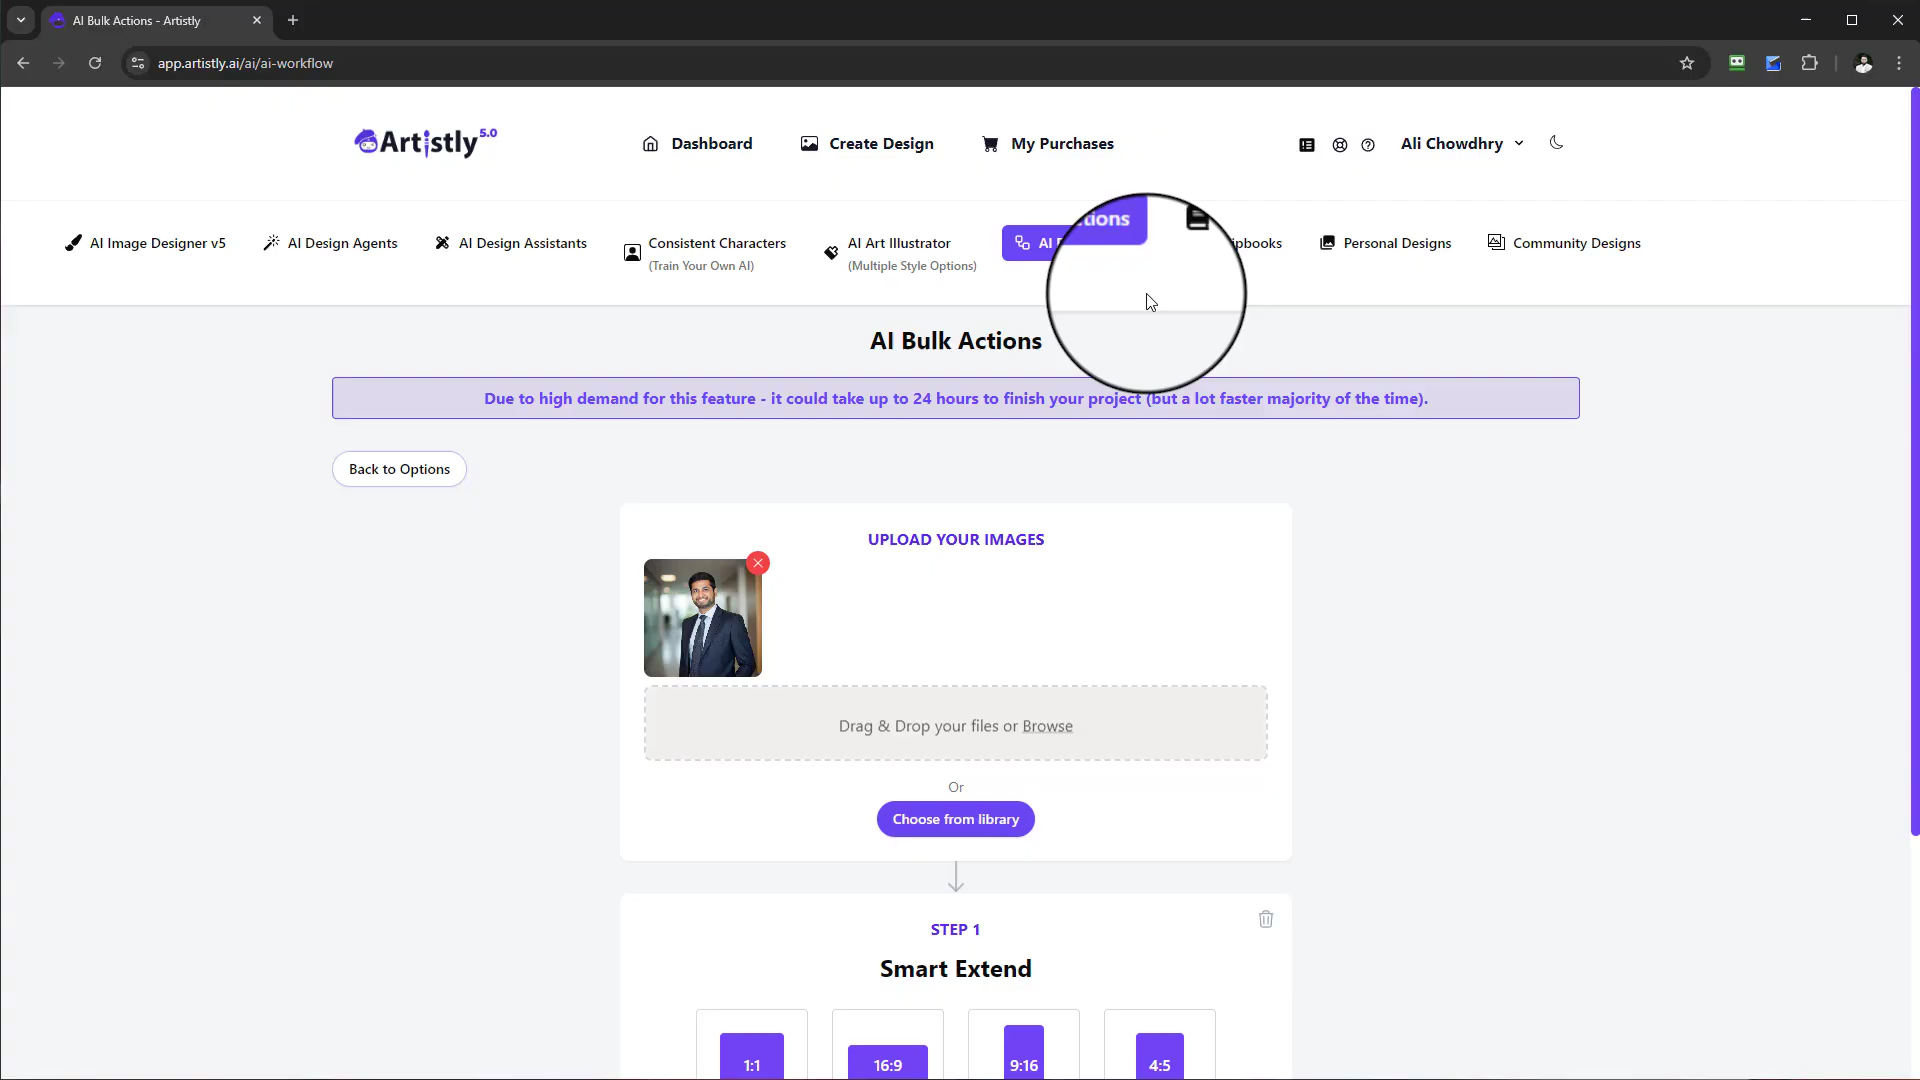 AI Bulk Actions - Artistly
app.artistly.ai/ai/ai-workflow
Artistly 5.0
Dashboard
Create Design
My Purchases
Ali Chowdhry
AI Image Designer v5
AI Design Agents
AI Design Assistants
Consistent Characters
(Train Your Own AI)
AI Art Illustrator
(Multiple Style Options)
AI
tions
ipbooks
Personal Designs
Community Designs
AI Bulk Actions
Due to high demand for this feature - it could take up to 24 hours to finish your project (but a lot faster majority of the time).
Back to Options
UPLOAD YOUR IMAGES
Drag & Drop your files or Browse
Or
Choose from library
STEP 1
Smart Extend
1:1
16:9
9:16
4:5